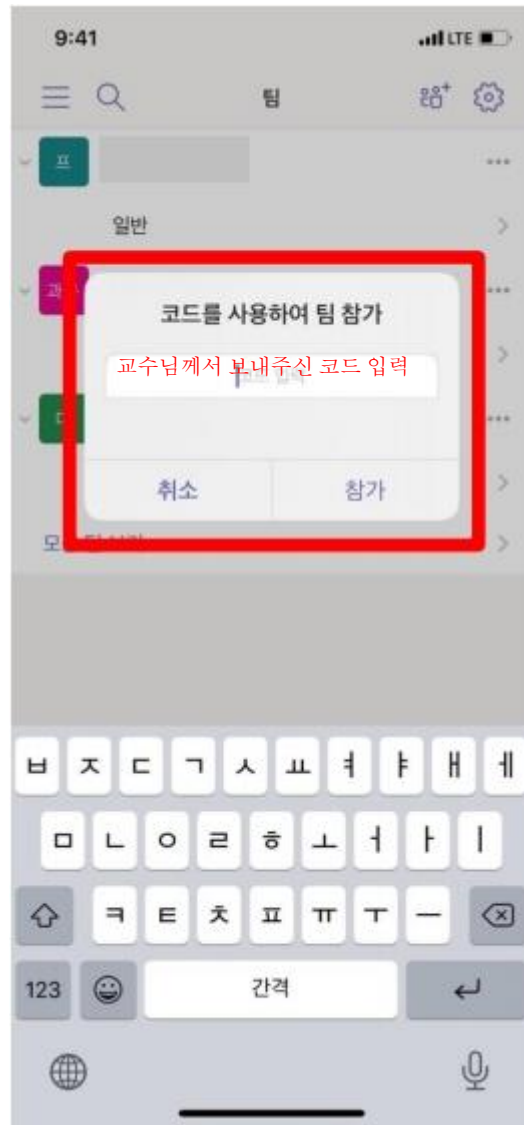 9:41
LTE
팀
프
일반
코드를 사용하여 팀 참가
교수님께서 보내주신 코드 입력
취소 참가
ㅂ ㅈ ㄷ ㄱ ㅅ ㅛ ㅕ ㅑ ㅐ ㅔ
ㅁ ㄴ ㅇ ㄹ ㅎ ㅗ ㅓ ㅏ ㅣ
ㅋ ㅌ ㅊ ㅍ ㅠ ㅜ ㅡ
123 간격